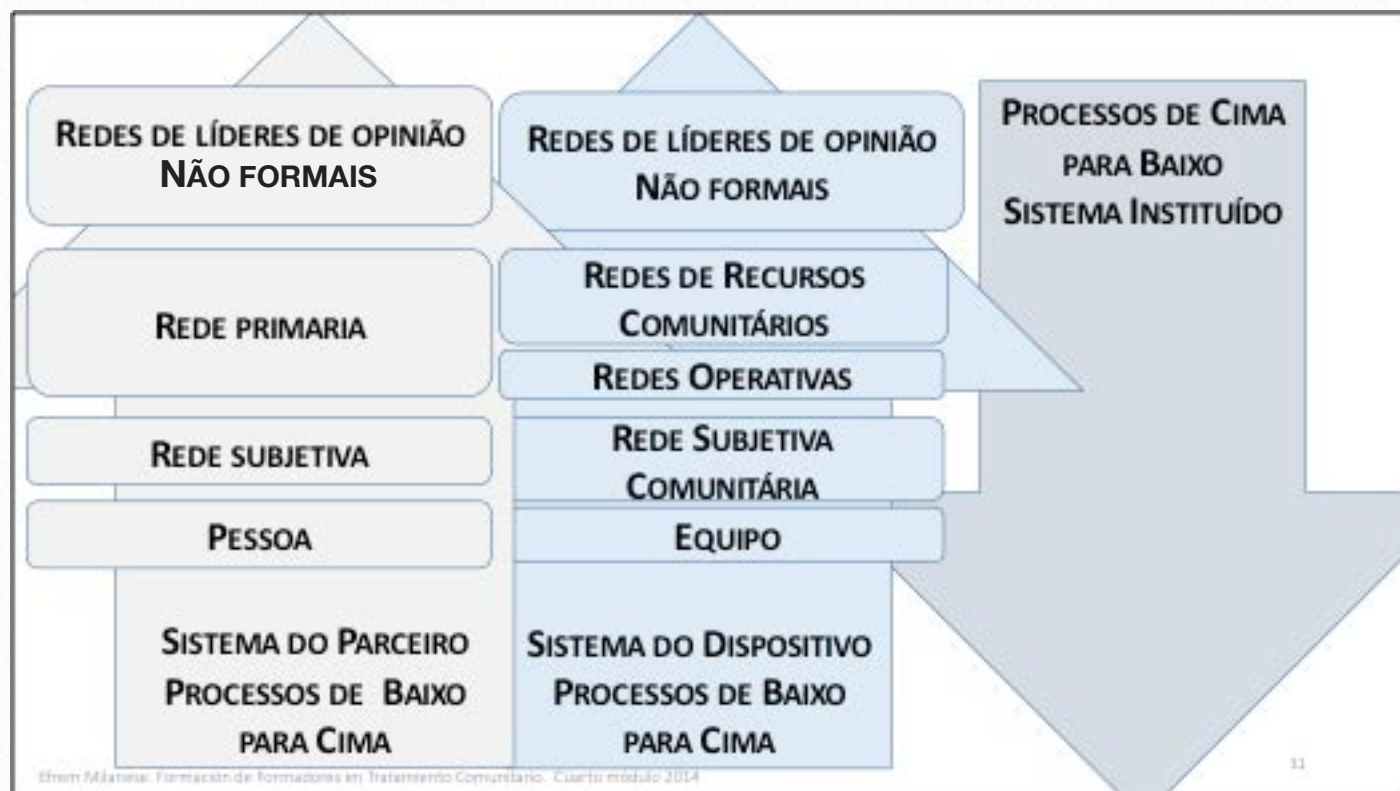 REDES DE LÍDERES DE OPINIÃO
NÃO FORMAIS
REDE PRIMARIA
REDE SUBJETIVA
PESSOA
SISTEMA DO PARCEIRO
PROCESSOS DE BAIXO
PARA CIMA
REDES DE LÍDERES DE OPINIÃO
NÃO FORMAIS
REDES DE RECURSOS
COMUNITÁRIOS
REDES OPERATIVAS
REDE SUBJETIVA
COMUNITÁRIA
EQUIPO
SISTEMA DO DISPOSITIVO
PROCESSOS DE BAIXO
PARA CIMA
PROCESSOS DE CIMA
PARA BAIXO
SISTEMA INSTITUÍDO
Efrem Milanese: Formación de Formadores en Tratamiento Comunitario. Cuarto módulo 2014
11